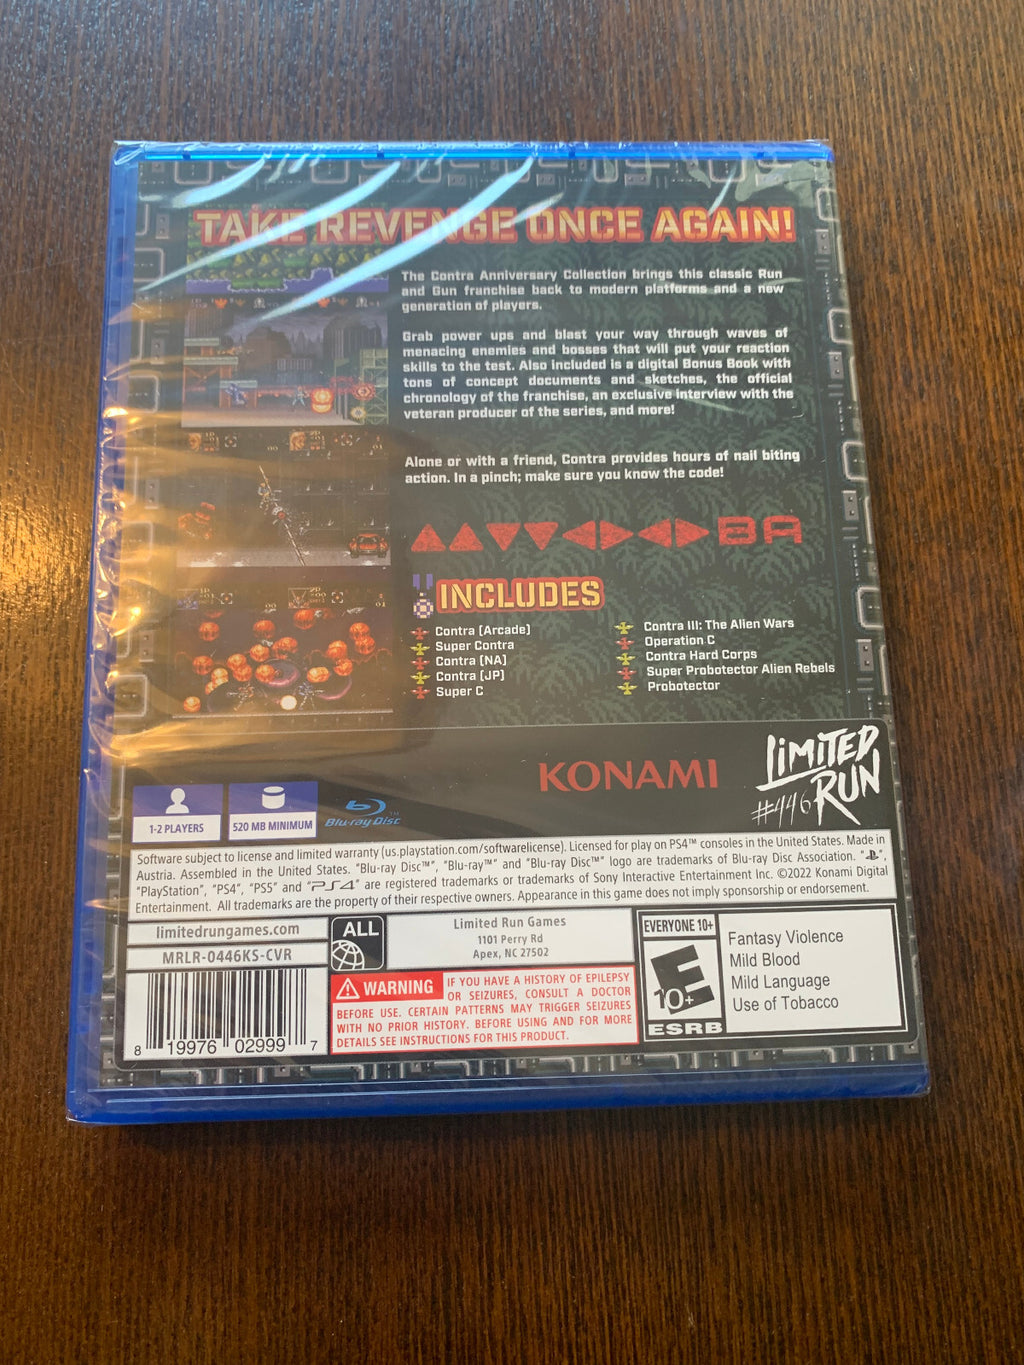 TAKE REVENGE ONCE AGAIN!
The Contra Anniversary Collection brings this classic Run
and Gun franchise back to modern platforms and a new
generation of players.
Grab power ups and blast your way through waves of
menacing enemies and bosses that will put your reaction
skills to the test. Also included is a digital Bonus Book with
tons of concept documents and sketches, the official
chronology of the franchise, an exclusive interview with the
veteran producer of the series, and more!
Alone or with a friend, Contra provides hours of nail biting
action. In a pinch; make sure you know the code!
BA
INCLUDES
Contra (Arcade)
Super Contra
Contra (NA)
Contra (JP)
Super C
Contra III: The Alien Wars
Operation C
Contra Hard Corps
Super Probotector Alien Rebels
Probotector
KONAMI
LIMITED
RUN
#446
1-2 PLAYERS
520 MB MINIMUM
Blu-ray Disc
Software subject to license and limited warranty (us.playstation.com/softwarelicense). Licensed for play on PS4™ consoles in the United States. Made in
Austria. Assembled in the United States. "Blu-ray Disc™", "Blu-ray™" and "Blu-ray Disc™" logo are trademarks of Blu-ray Disc Association. "PS",
"PlayStation", "PS4", "PS5" and "PS4" are registered trademarks or trademarks of Sony Interactive Entertainment Inc. ©2022 Konami Digital
Entertainment. All trademarks are the property of their respective owners. Appearance in this game does not imply sponsorship or endorsement.
limitedrungames.com
MRLR-0446KS-CVR
8 19976 02999 7
ALL
Limited Run Games
1101 Perry Rd
Apex, NC 27502
WARNING IF YOU HAVE A HISTORY OF EPILEPSY
OR SEIZURES, CONSULT A DOCTOR
BEFORE USE. CERTAIN PATTERNS MAY TRIGGER SEIZURES
WITH NO PRIOR HISTORY. BEFORE USING AND FOR MORE
DETAILS SEE INSTRUCTIONS FOR THIS PRODUCT.
EVERYONE 10+
E
10+
ESRB
Fantasy Violence
Mild Blood
Mild Language
Use of Tobacco